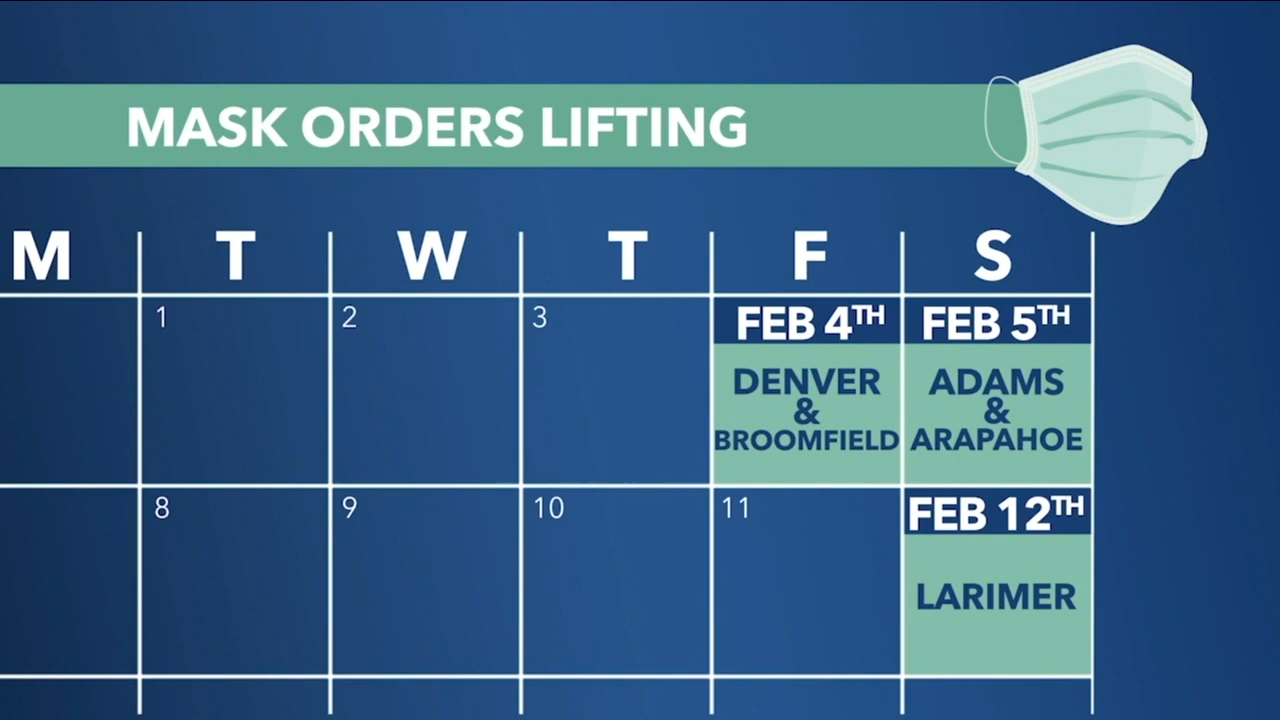 MASK ORDERS LIFTING
M T W T F S
1 2 3 FEB 4TH FEB 5TH
DENVER ADAMS
& &
BROOMFIELD ARAPAHOE
8 9 10 11 FEB 12TH
LARIMER